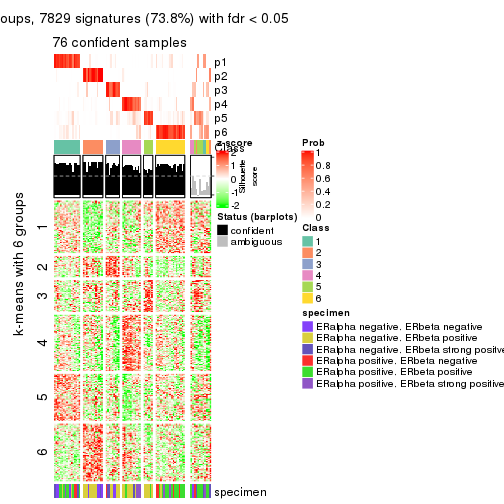 oups, 7829 signatures (73.8%) with fdr < 0.05
76 confident samples
p1
p2
p3
p4
p5
p6
Class
z-score
2
1
0
-1
-2
Silhouette
score
Status (barplots)
confident
ambiguous
Prob
1
0.8
0.6
0.4
0.2
0
Class
1
2
3
4
5
6
specimen
ERalpha negative. ERbeta negative
ERalpha negative. ERbeta positive
ERalpha negative. ERbeta strong positive
ERalpha positive. ERbeta negative
ERalpha positive. ERbeta positive
ERalpha positive. ERbeta strong positive
k-means with 6 groups
1
2
3
4
5
6
specimen